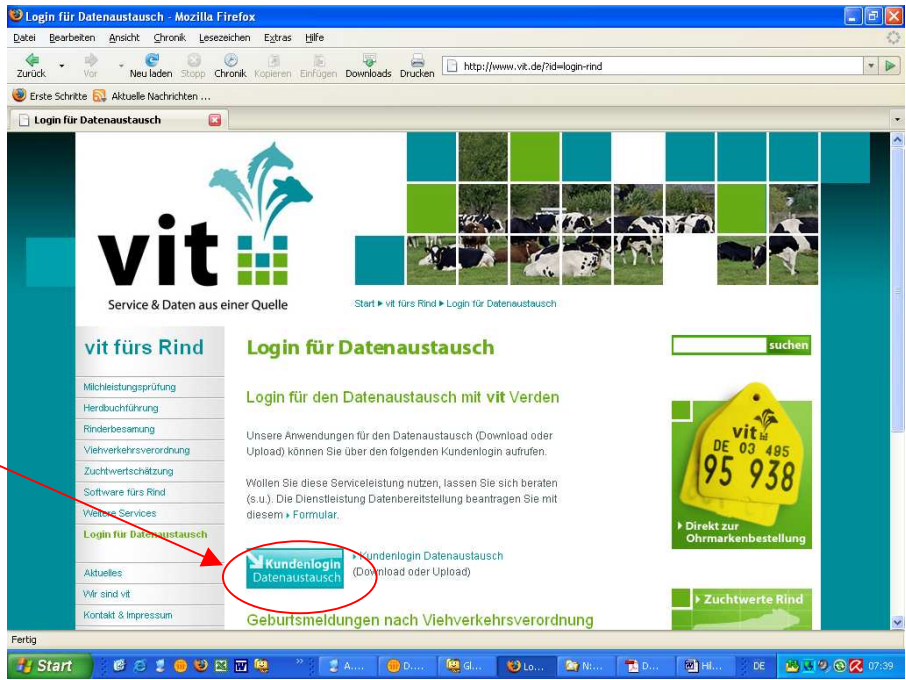 Login für Datenaustausch - Mozilla Firefox
Datei Bearbeiten Ansicht Chronik Lesezeichen Extras Hilfe
Zurück Vor Neu laden Stopp Chronik Kopieren Einfügen Downloads Drucken http://www.vit.de/?id=login-rind
Erste Schritte Aktuelle Nachrichten ...
Login für Datenaustausch
vit
Service & Daten aus einer Quelle
Start ▸ vit fürs Rind ▸ Login für Datenaustausch
vit fürs Rind
Milchleistungsprüfung
Herdbuchführung
Rinderbesamung
Viehverkehrsverordnung
Zuchtwertschätzung
Software fürs Rind
Weitere Services
Login für Datenaustausch
Aktuelles
Wir sind vit
Kontakt & Impressum
Login für Datenaustausch
Login für den Datenaustausch mit vit Verden
Unsere Anwendungen für den Datenaustausch (Download oder
Upload) können Sie über den folgenden Kundenlogin aufrufen.
Wollen Sie diese Serviceleistung nutzen, lassen Sie sich beraten
(s.u.). Die Dienstleistung Datenbereitstellung beantragen Sie mit
diesem ▸ Formular.
Kundenlogin
Datenaustausch
▸ Kundenlogin Datenaustausch
(Download oder Upload)
Geburtsmeldungen nach Viehverkehrsverordnung
suchen
vit
DE 03 485
95 938
▸ Direkt zur
Ohrmarkenbestellung
▸ Zuchtwerte Rind
Fertig
Start A.... D... Gl... Lo... N:... D... Hil... DE 07:39